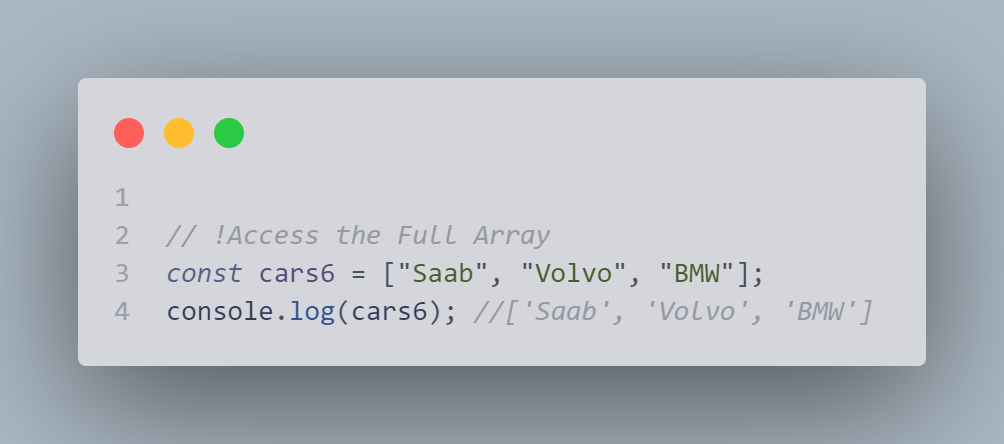 1
2 // !Access the Full Array
3 const cars6 = ["Saab", "Volvo", "BMW"];
4 console.log(cars6); //['Saab', 'Volvo', 'BMW']